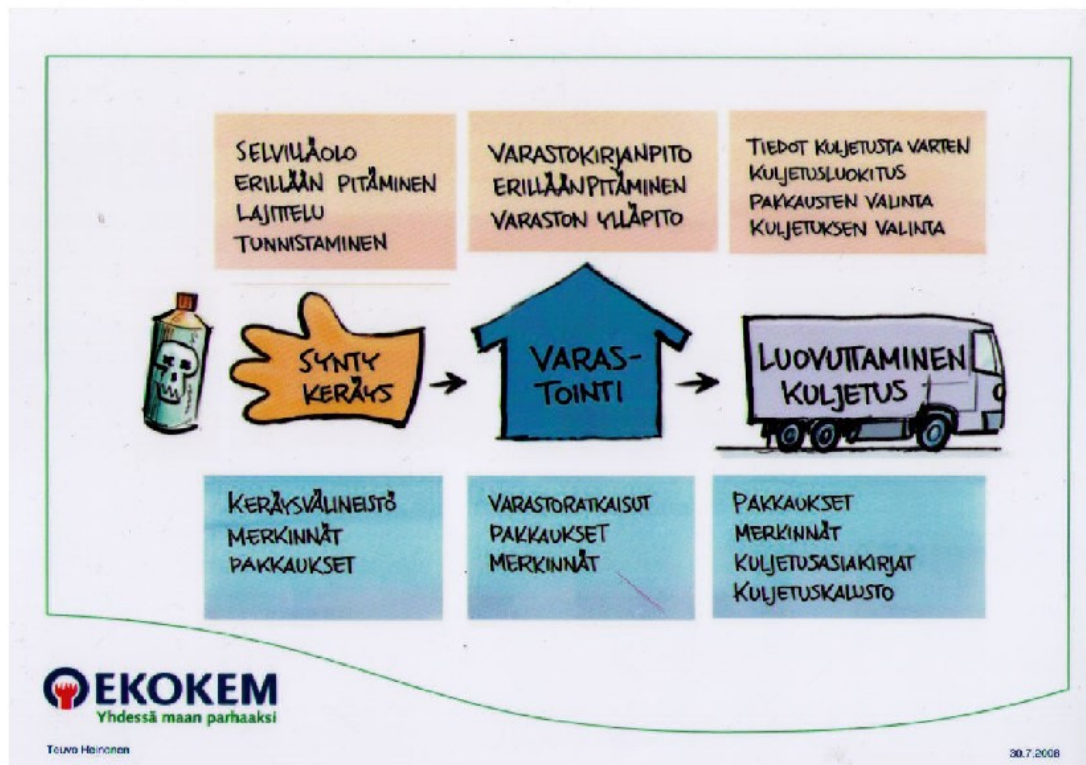 SELVILLÄOLO
ERILLÄÄN PITÄMINEN
LAJITTELU
TUNNISTAMINEN
VARASTOKIRJANPITO
ERILLÄÄNPITÄMINEN
VARASTON YLLÄPITO
TIEDOT KULJETUSTA VARTEN
KULJETUSLUOKITUS
PAKKAUSTEN VALINTA
KULJETUKSEN VALINTA
SYNTY
KERÄYS
VARAS-
TOINTI
LUOVUTTAMINEN
KULJETUS
KERÄYSVÄLINEISTÖ
MERKINNÄT
PAKKAUKSET
VARASTORATKAISUT
PAKKAUKSET
MERKINNÄT
PAKKAUKSET
MERKINNÄT
KULJETUSASIAKIRJAT
KULJETUSKALUSTO
EKOKEM
Yhdessä maan parhaaksi
Teuvo Heinonen
30.7.2008